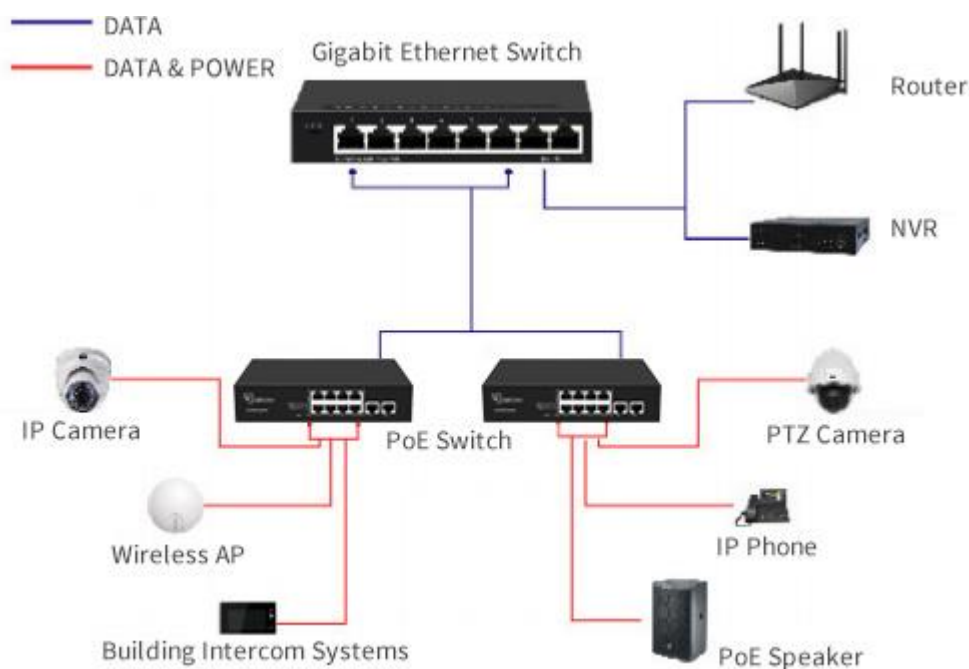 DATA
DATA & POWER
Gigabit Ethernet Switch
Router
NVR
IP Camera
PoE Switch
PTZ Camera
Wireless AP
IP Phone
Building Intercom Systems
PoE Speaker